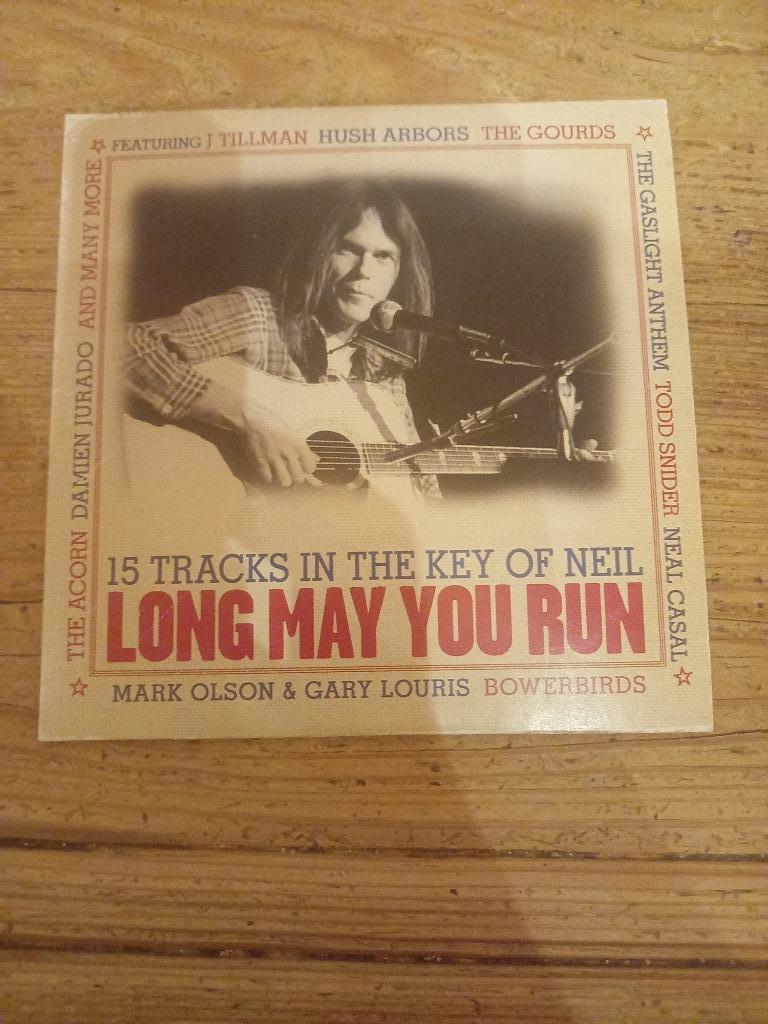 FEATURING J TILLMAN HUSH ARBORS THE GOURDS
THE GASLIGHT ANTHEM TODD SNIDER NEAL CASAL
15 TRACKS IN THE KEY OF NEIL
LONG MAY YOU RUN
MARK OLSON & GARY LOURIS BOWERBIRDS
THE ACORN DAMIEN JURADO AND MANY MORE